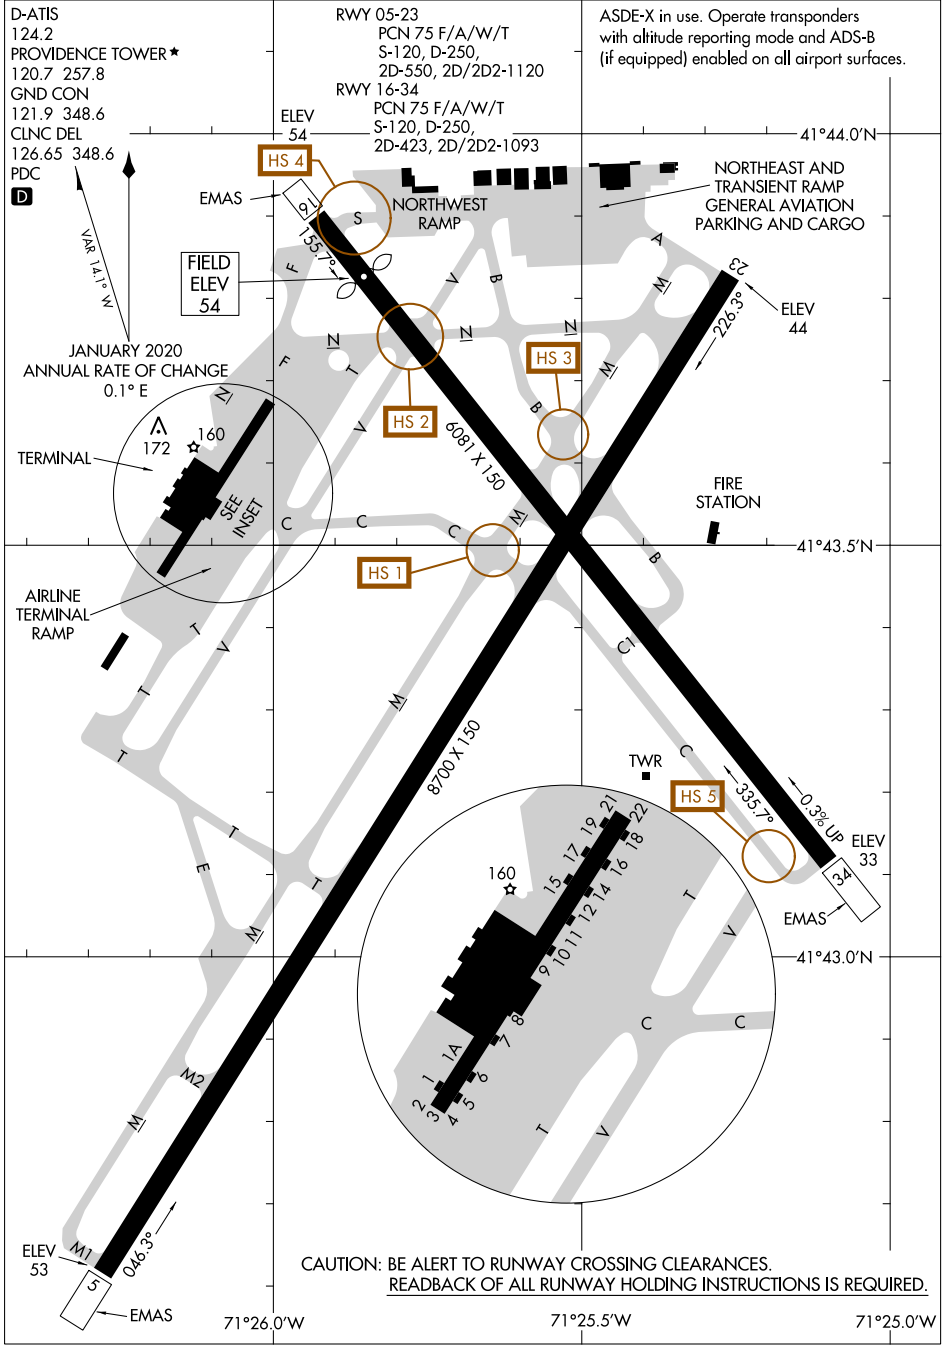 D-ATIS
124.2
PROVIDENCE TOWER★
120.7 257.8
GND CON
121.9 348.6
CLNC DEL
126.65 348.6
PDC
D
RWY 05-23
PCN 75 F/A/W/T
S-120, D-250,
2D-550, 2D/2D2-1120
RWY 16-34
PCN 75 F/A/W/T
S-120, D-250,
2D-423, 2D/2D2-1093
ASDE-X in use. Operate transponders
with altitude reporting mode and ADS-B
(if equipped) enabled on all airport surfaces.
ELEV
54
41°44.0'N
HS 4
EMAS
16
S
NORTHWEST
RAMP
NORTHEAST AND
TRANSIENT RAMP
GENERAL AVIATION
PARKING AND CARGO
VAR 14.1° W
155.7°
F
FIELD
ELEV
54
V
B
A
M
23
226.3°
ELEV
44
JANUARY 2020
ANNUAL RATE OF CHANGE
0.1° E
N
N
N
F
T
N
HS 2
HS 3
M
B
V
6081 X 150
172
160
TERMINAL
SEE
INSET
C
C
C
M
FIRE
STATION
41°43.5'N
HS 1
B
AIRLINE
TERMINAL
RAMP
T
V
T
C1
M
T
8700 X 150
C
TWR
HS 5
335.7°
0.3% UP
ELEV
33
34
EMAS
T
E
T
M
41°43.0'N
160
21
22
19
18
17
16
15
14
12
11
10
9
8
7
1A
6
1
5
2
3
4
T
V
C
C
T
V
M2
M
M1
ELEV
53
5
046.3°
EMAS
CAUTION: BE ALERT TO RUNWAY CROSSING CLEARANCES.
READBACK OF ALL RUNWAY HOLDING INSTRUCTIONS IS REQUIRED.
71°26.0'W
71°25.5'W
71°25.0'W